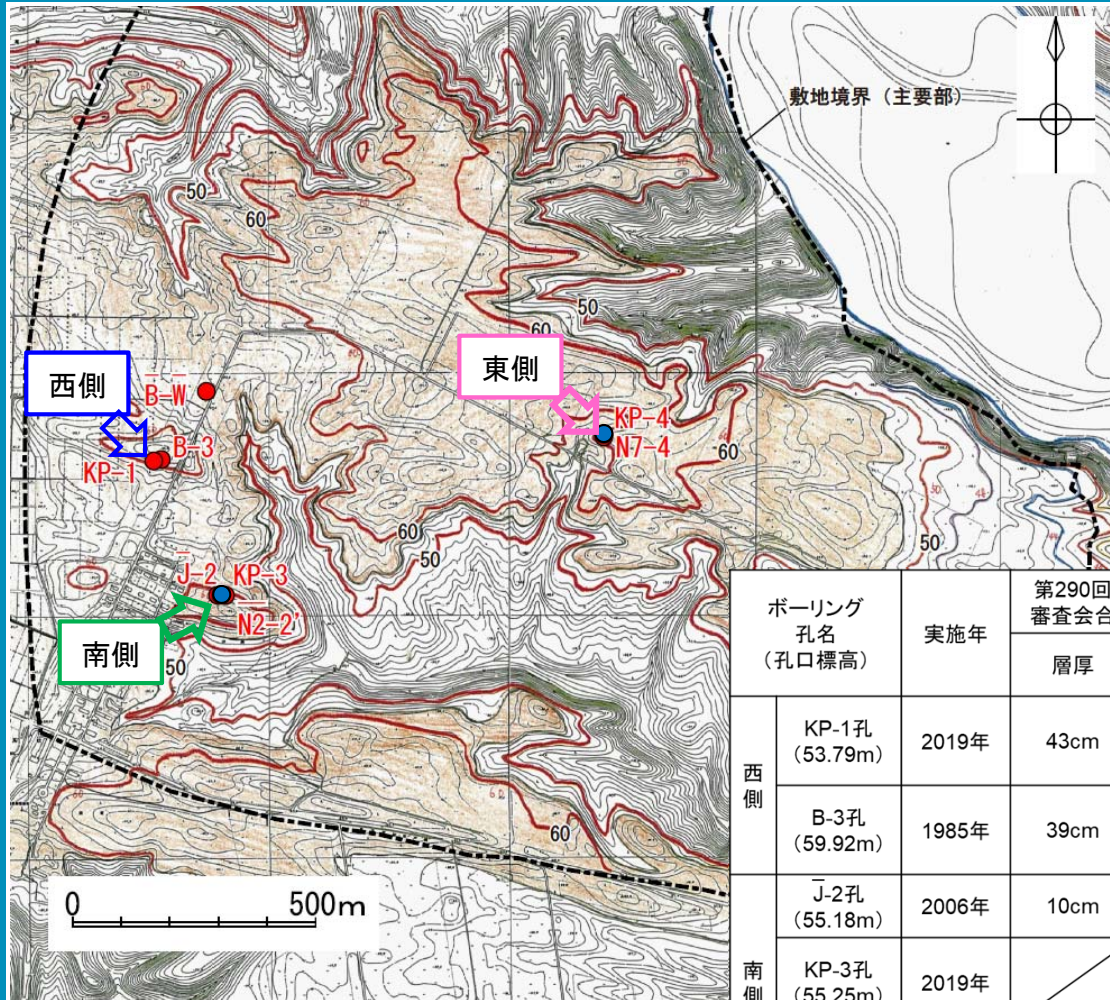 敷地境界（主要部）
50
60
50
60
西側
B̅-W̅
東側
KP-4
N7-4
B-3
KP-1
60
60
50
50
J̅-2 KP-3
N2-2'
南側
50
60
0 500m
ボーリング
孔名
（孔口標高）
実施年
第290回
審査会合
層厚
西側
KP-1孔
（53.79m）
2019年
43cm
B-3孔
（59.92m）
1985年
39cm
南側
J̅-2孔
（55.18m）
2006年
10cm
KP-3孔
（55.25m）
2019年